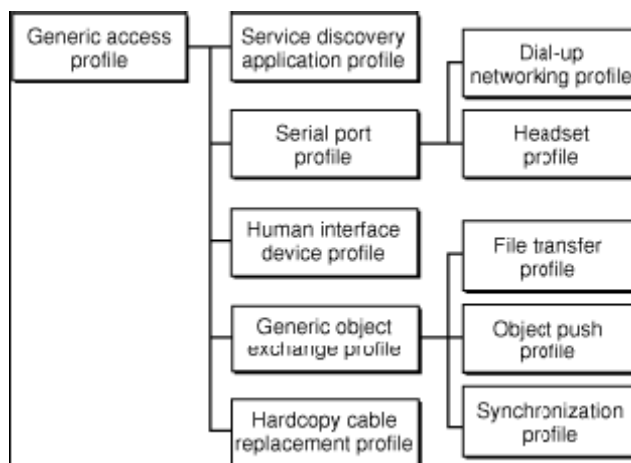 Generic access
profile
Service discovery
application profile
Serial port
profile
Dial-up
networking profile
Headset
profile
Human interface
device profile
Generic object
exchange profile
File transfer
profile
Object push
profile
Synchronization
profile
Hardcopy cable
replacement profile